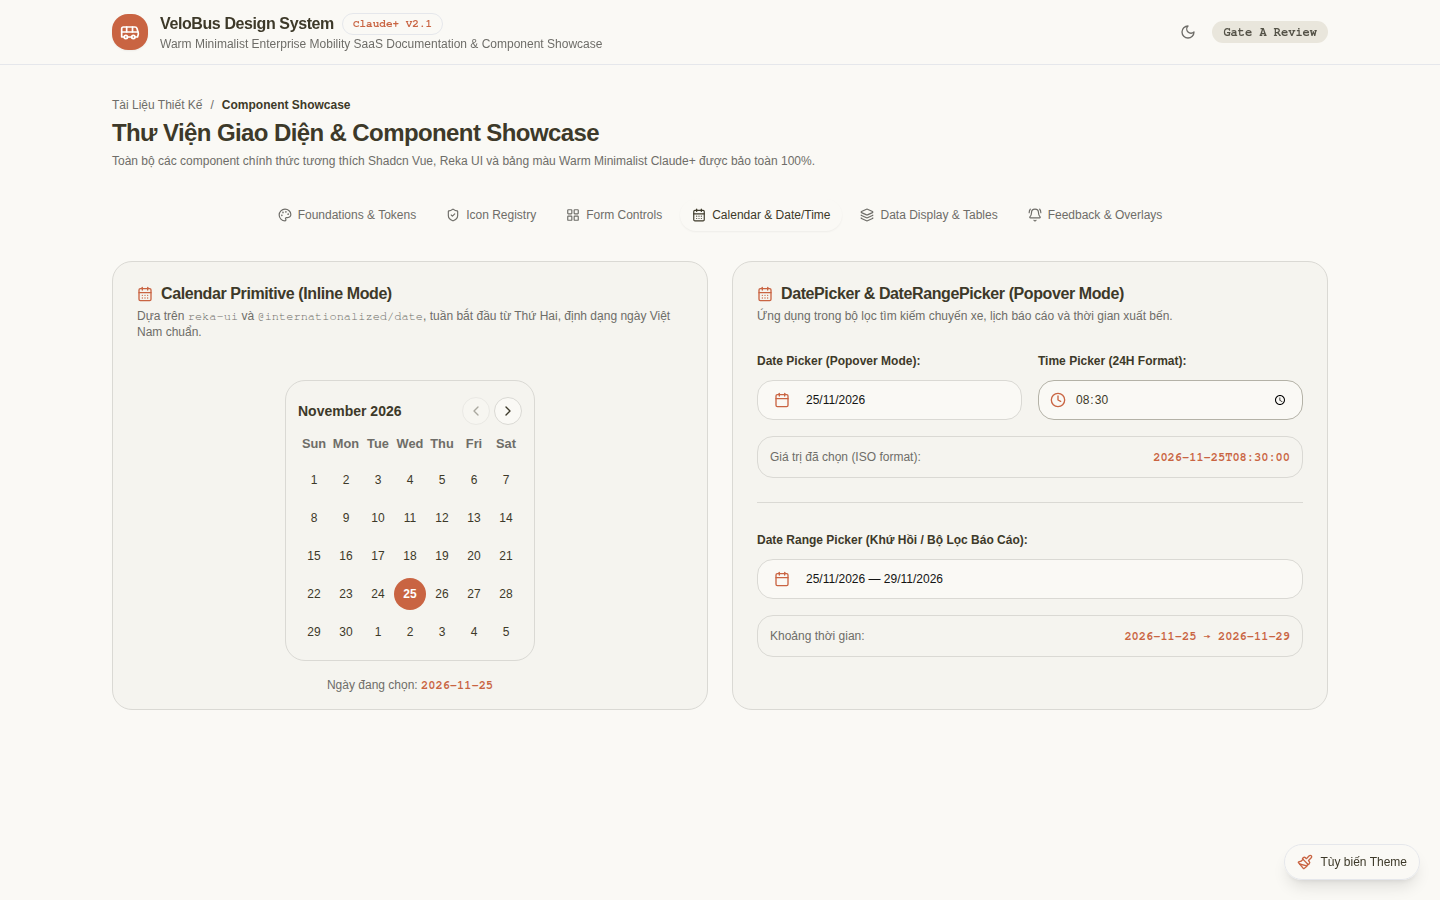 VeloBus Design System Claude+ V2.1
Warm Minimalist Enterprise Mobility SaaS Documentation & Component Showcase
Gate A Review
Tài Liệu Thiết Kế / Component Showcase
Thư Viện Giao Diện & Component Showcase
Toàn bộ các component chính thức tương thích Shadcn Vue, Reka UI và bảng màu Warm Minimalist Claude+ được bảo toàn 100%.
Foundations & Tokens Icon Registry Form Controls Calendar & Date/Time Data Display & Tables Feedback & Overlays
Calendar Primitive (Inline Mode)
Dựa trên reka-ui và @internationalized/date, tuần bắt đầu từ Thứ Hai, định dạng ngày Việt
Nam chuẩn.
November 2026
Sun Mon Tue Wed Thu Fri Sat
1 2 3 4 5 6 7
8 9 10 11 12 13 14
15 16 17 18 19 20 21
22 23 24 25 26 27 28
29 30 1 2 3 4 5
Ngày đang chọn: 2026-11-25
DatePicker & DateRangePicker (Popover Mode)
Ứng dụng trong bộ lọc tìm kiếm chuyến xe, lịch báo cáo và thời gian xuất bến.
Date Picker (Popover Mode): Time Picker (24H Format):
25/11/2026 08:30
Giá trị đã chọn (ISO format): 2026-11-25T08:30:00
Date Range Picker (Khứ Hồi / Bộ Lọc Báo Cáo):
25/11/2026 — 29/11/2026
Khoảng thời gian: 2026-11-25 → 2026-11-29
Tùy biến Theme